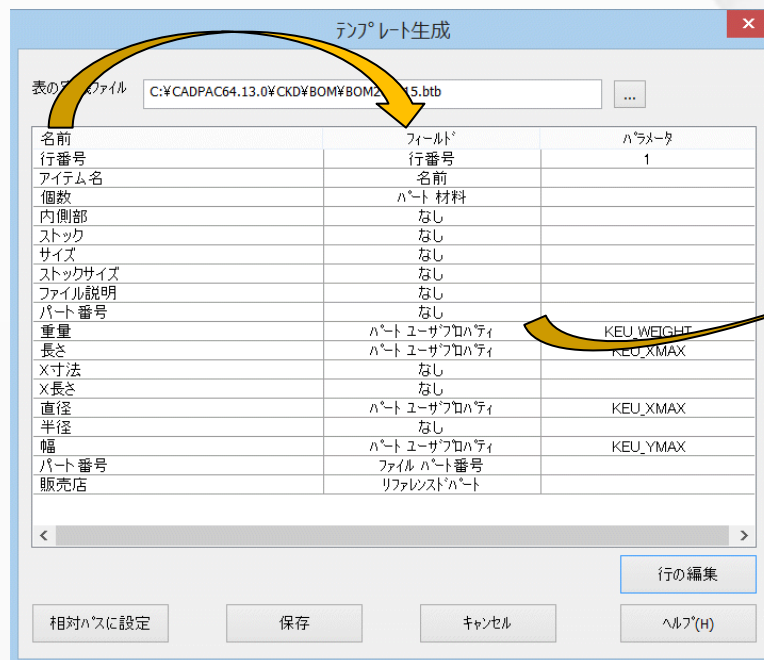 テンプレート生成
表の ファイル C:¥CADPAC64.13.0¥CKD¥BOM¥BOM2 15.btb ...
名前 フィールド パラメータ
行番号 行番号 1
アイテム名 名前
個数 パート 材料
内側部 なし
ストック なし
サイズ なし
ストックサイズ なし
ファイル説明 なし
パート番号 なし
重量 パート ユーザプロパティ KEU_WEIGHT
長さ パート ユーザプロパティ KEU_XMAX
X寸法 なし
X長さ なし
直径 パート ユーザプロパティ KEU_XMAX
半径 なし
幅 パート ユーザプロパティ KEU_YMAX
パート番号 ファイル パート番号
販売店 リファレンスドパート
行の編集
相対パスに設定 保存 キャンセル ヘルプ(H)